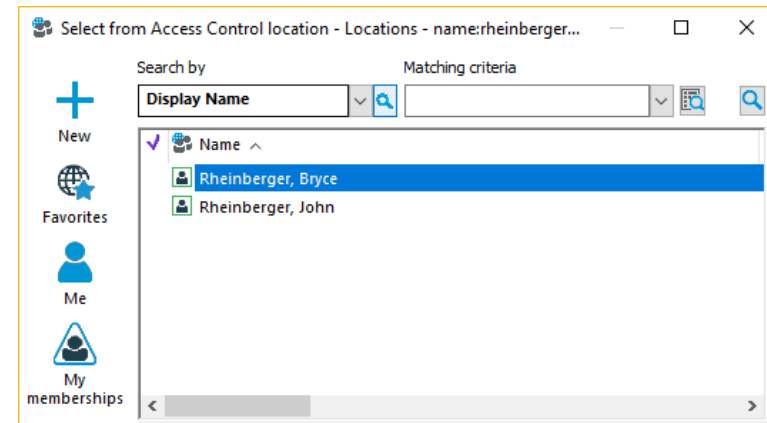 Select from Access Control location - Locations - name:rheinberger...
Search by
Matching criteria
Display Name
New
Name
Rheinberger, Bryce
Rheinberger, John
Favorites
Me
My
memberships